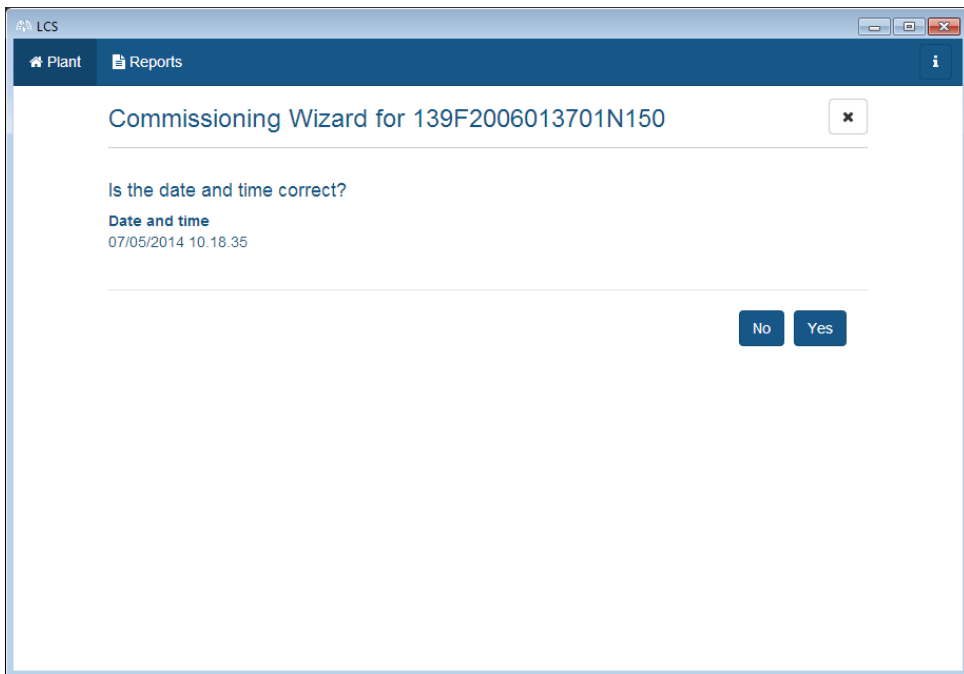 LCS
Plant Reports i
Commissioning Wizard for 139F2006013701N150
Is the date and time correct?
Date and time
07/05/2014 10.18.35
No Yes